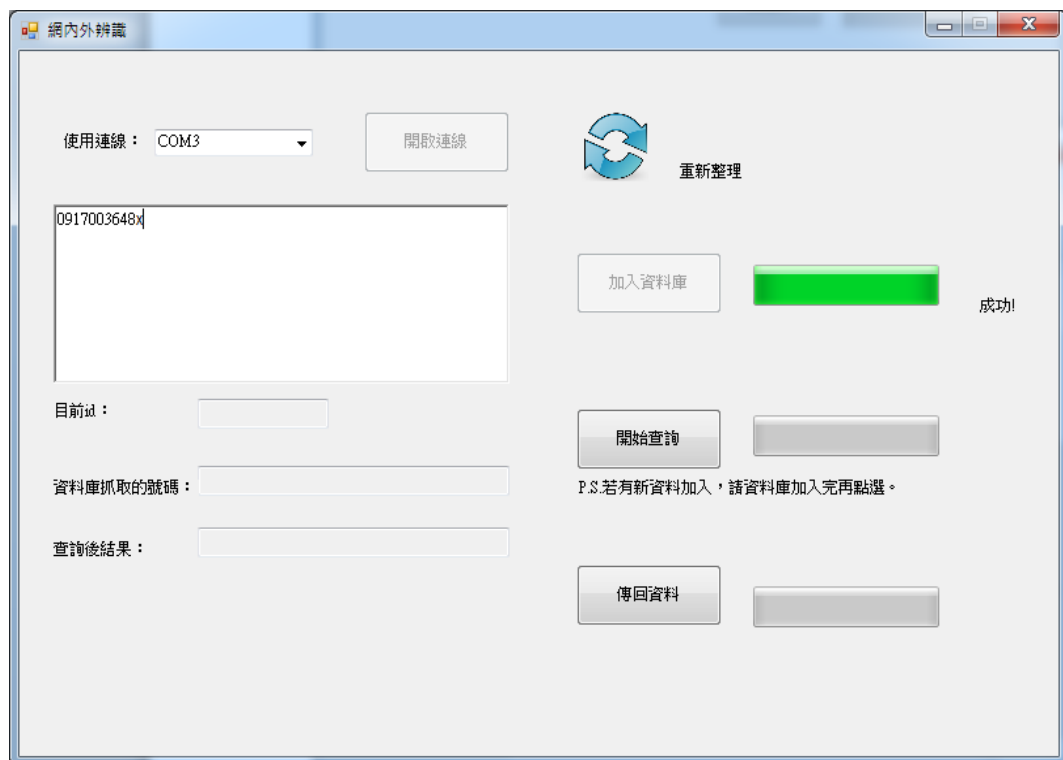 網內外辨識
使用連線：
COM3
開啟連線
重新整理
0917003648x
加入資料庫
成功!
目前id：
開始查詢
資料庫抓取的號碼：
P.S.若有新資料加入，請資料庫加入完再點選。
查詢後結果：
傳回資料